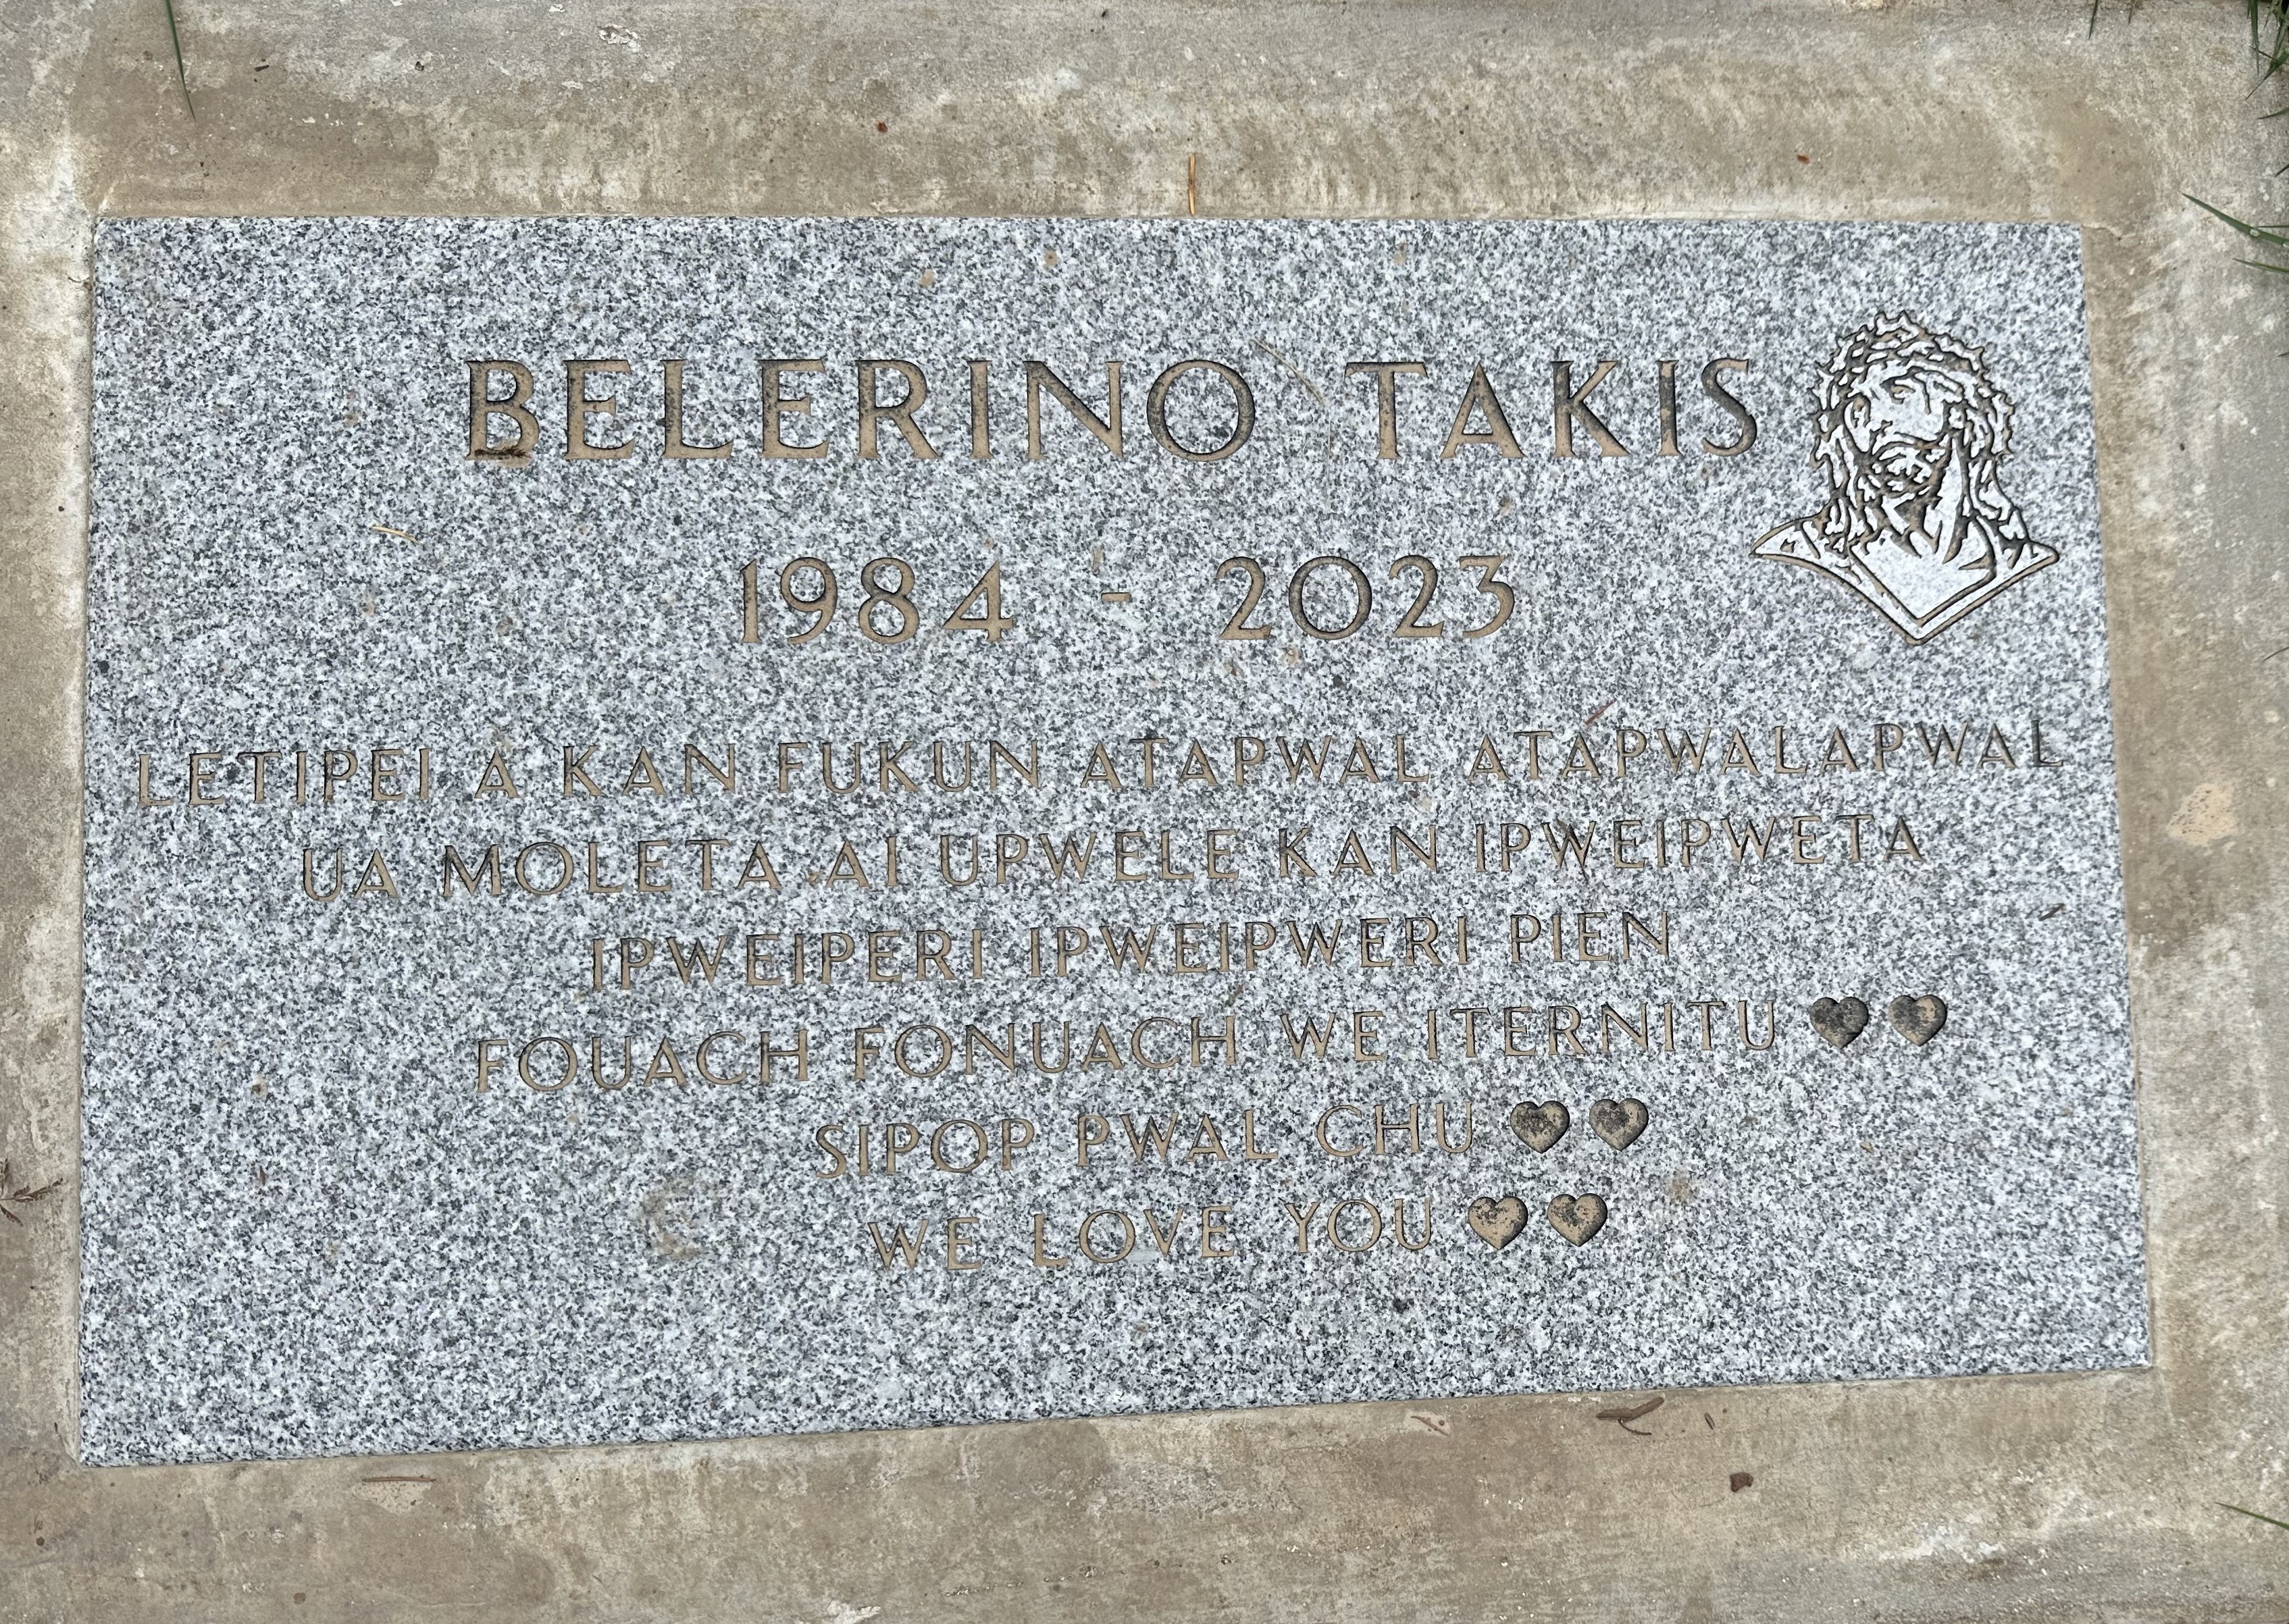 BELERINO TAKIS
1984 - 2023
LETIPEI A KAN FUKUN ATAPWAL ATAPWALAPWAL
UA MOLETA AI UPWELE KAN IPWEIPWETA
IPWEIPERI IPWEIPWERI PIEN
FOUACH FONUACH WE ITERNITU ♥ ♥
SIPOP PWAL CHU ♥ ♥
WE LOVE YOU ♥ ♥